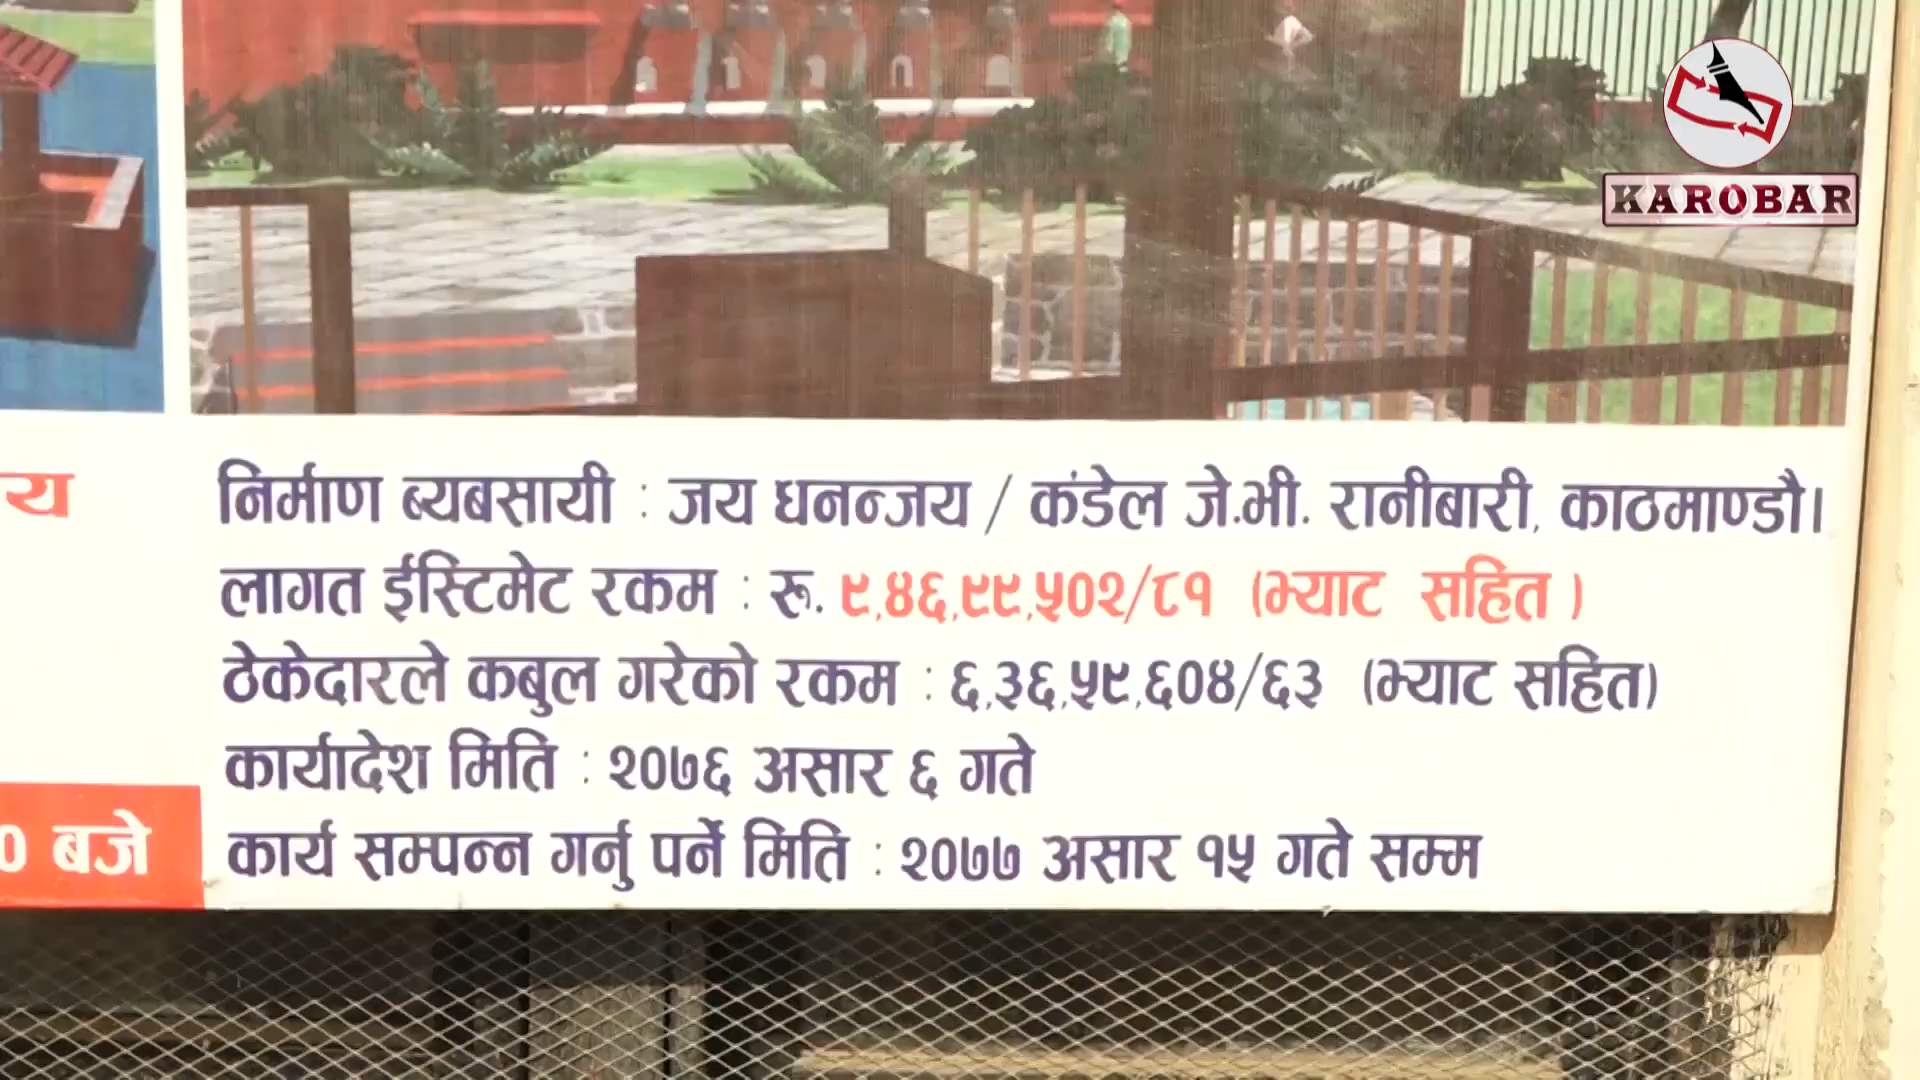 KAROBAR
य
निर्माण ब्यबसायी : जय धनन्जय / कंडेल जे.भी. रानीबारी, काठमाण्डौ।
लागत ईस्टिमेट रकम : रू. ९,४६,९९,५०२/८१ (भ्याट सहित )
ठेकेदारले कबुल गरेको रकम : ६,३६,५९,६०४/६३ (भ्याट सहित)
कार्यादेश मिति : २०७६ असार ६ गते
० बजे
कार्य सम्पन्न गर्नु पर्ने मिति : २०७७ असार १५ गते सम्म